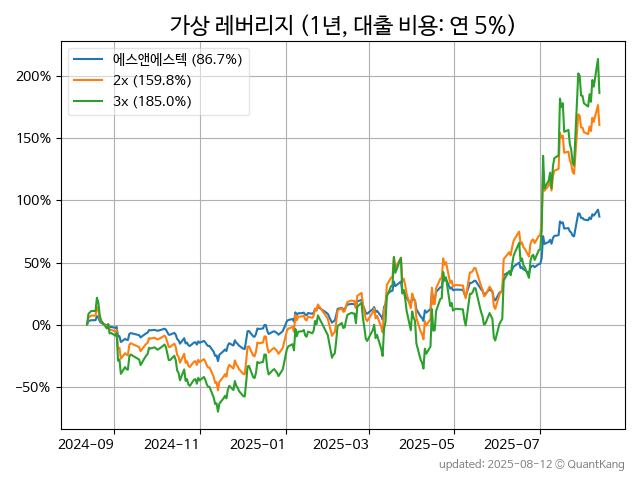 가상 레버리지 (1년, 대출 비용: 연 5%)
에스앤에스텍 (86.7%)
2x (159.8%)
3x (185.0%)
200%
150%
100%
50%
0%
−50%
2024-09 2024-11 2025-01 2025-03 2025-05 2025-07
updated: 2025-08-12 © QuantKang